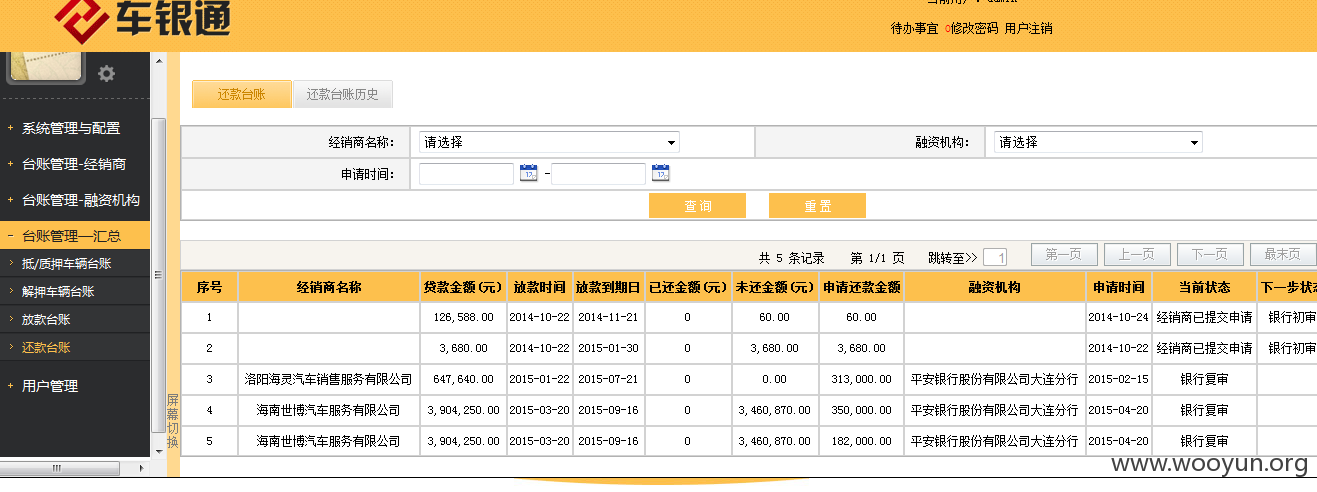 当前用户: admin
车银通
待办事宜 0修改密码 用户注销
系统管理与配置
台账管理-经销商
台账管理-融资机构
台账管理—汇总
抵/质押车辆台账
解押车辆台账
放款台账
还款台账
用户管理
屏幕切换
还款台账 还款台账历史
经销商名称: 请选择 融资机构: 请选择
申请时间: -
查询 重置
共 5 条记录 第 1/1 页 跳转至>> 1 第一页 上一页 下一页 最末页
序号 经销商名称 贷款金额(元) 放款时间 放款到期日 已还金额(元) 未还金额(元) 申请还款金额 融资机构 申请时间 当前状态 下一步状态
1 126,588.00 2014-10-22 2014-11-21 0 60.00 60.00 2014-10-24 经销商已提交申请 银行初审
2 3,680.00 2014-10-22 2015-01-30 0 3,680.00 3,680.00 2014-10-22 经销商已提交申请 银行初审
3 洛阳海灵汽车销售服务有限公司 647,640.00 2015-01-22 2015-07-21 0 0.00 313,000.00 平安银行股份有限公司大连分行 2015-02-15 银行复审
4 海南世博汽车服务有限公司 3,904,250.00 2015-03-20 2015-09-16 0 3,460,870.00 350,000.00 平安银行股份有限公司大连分行 2015-04-20 银行复审
5 海南世博汽车服务有限公司 3,904,250.00 2015-03-20 2015-09-16 0 3,460,870.00 182,000.00 平安银行股份有限公司大连分行 2015-04-20 银行复审
www.wooyun.org